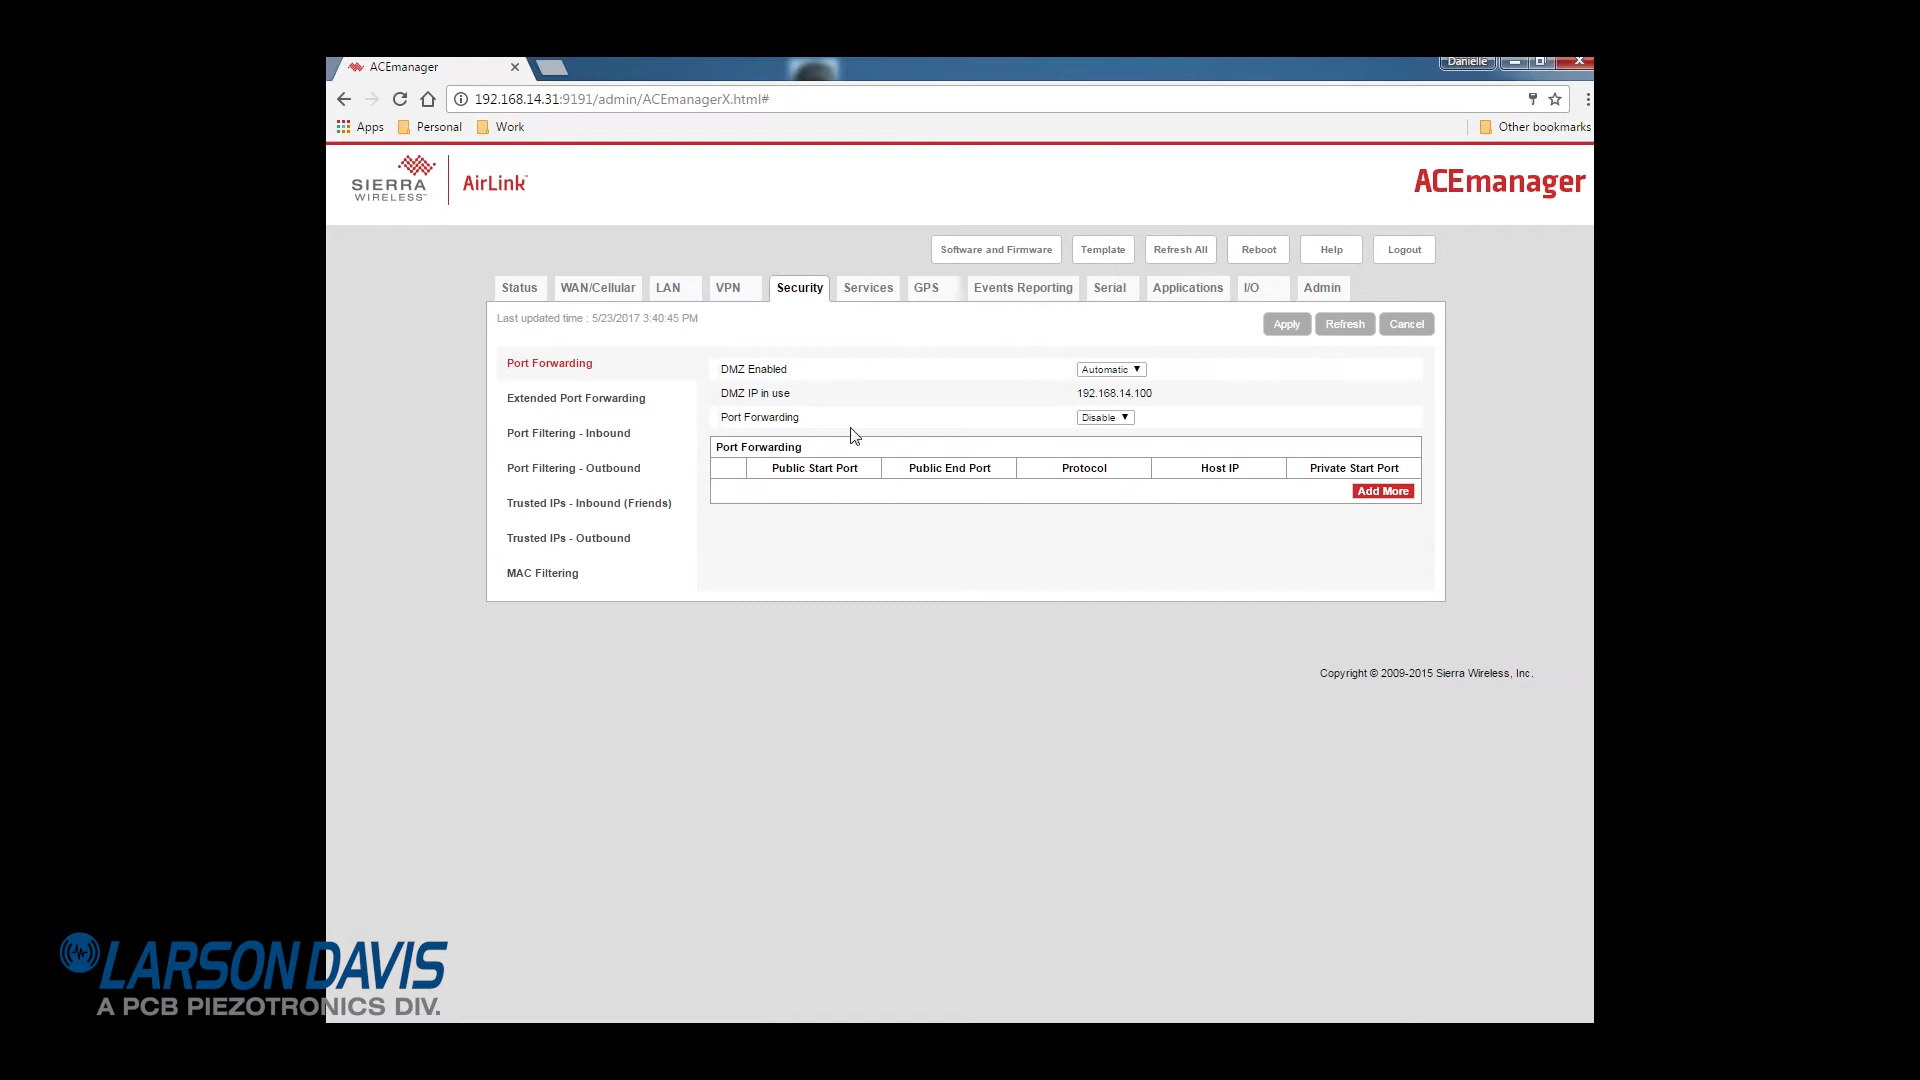 ACEmanager
Danielle
192.168.14.31:9191/admin/ACEmanagerX.html#
Apps Personal Work Other bookmarks
SIERRA WIRELESS™ AirLink™ ACEmanager
Software and Firmware Template Refresh All Reboot Help Logout
Status WAN/Cellular LAN VPN Security Services GPS Events Reporting Serial Applications I/O Admin
Last updated time : 5/23/2017 3:40:45 PM
Apply Refresh Cancel
Port Forwarding
Extended Port Forwarding
Port Filtering - Inbound
Port Filtering - Outbound
Trusted IPs - Inbound (Friends)
Trusted IPs - Outbound
MAC Filtering
DMZ Enabled Automatic
DMZ IP in use 192.168.14.100
Port Forwarding Disable
Port Forwarding
Public Start Port Public End Port Protocol Host IP Private Start Port
Add More
Copyright © 2009-2015 Sierra Wireless, Inc.
LARSON DAVIS
A PCB PIEZOTRONICS DIV.